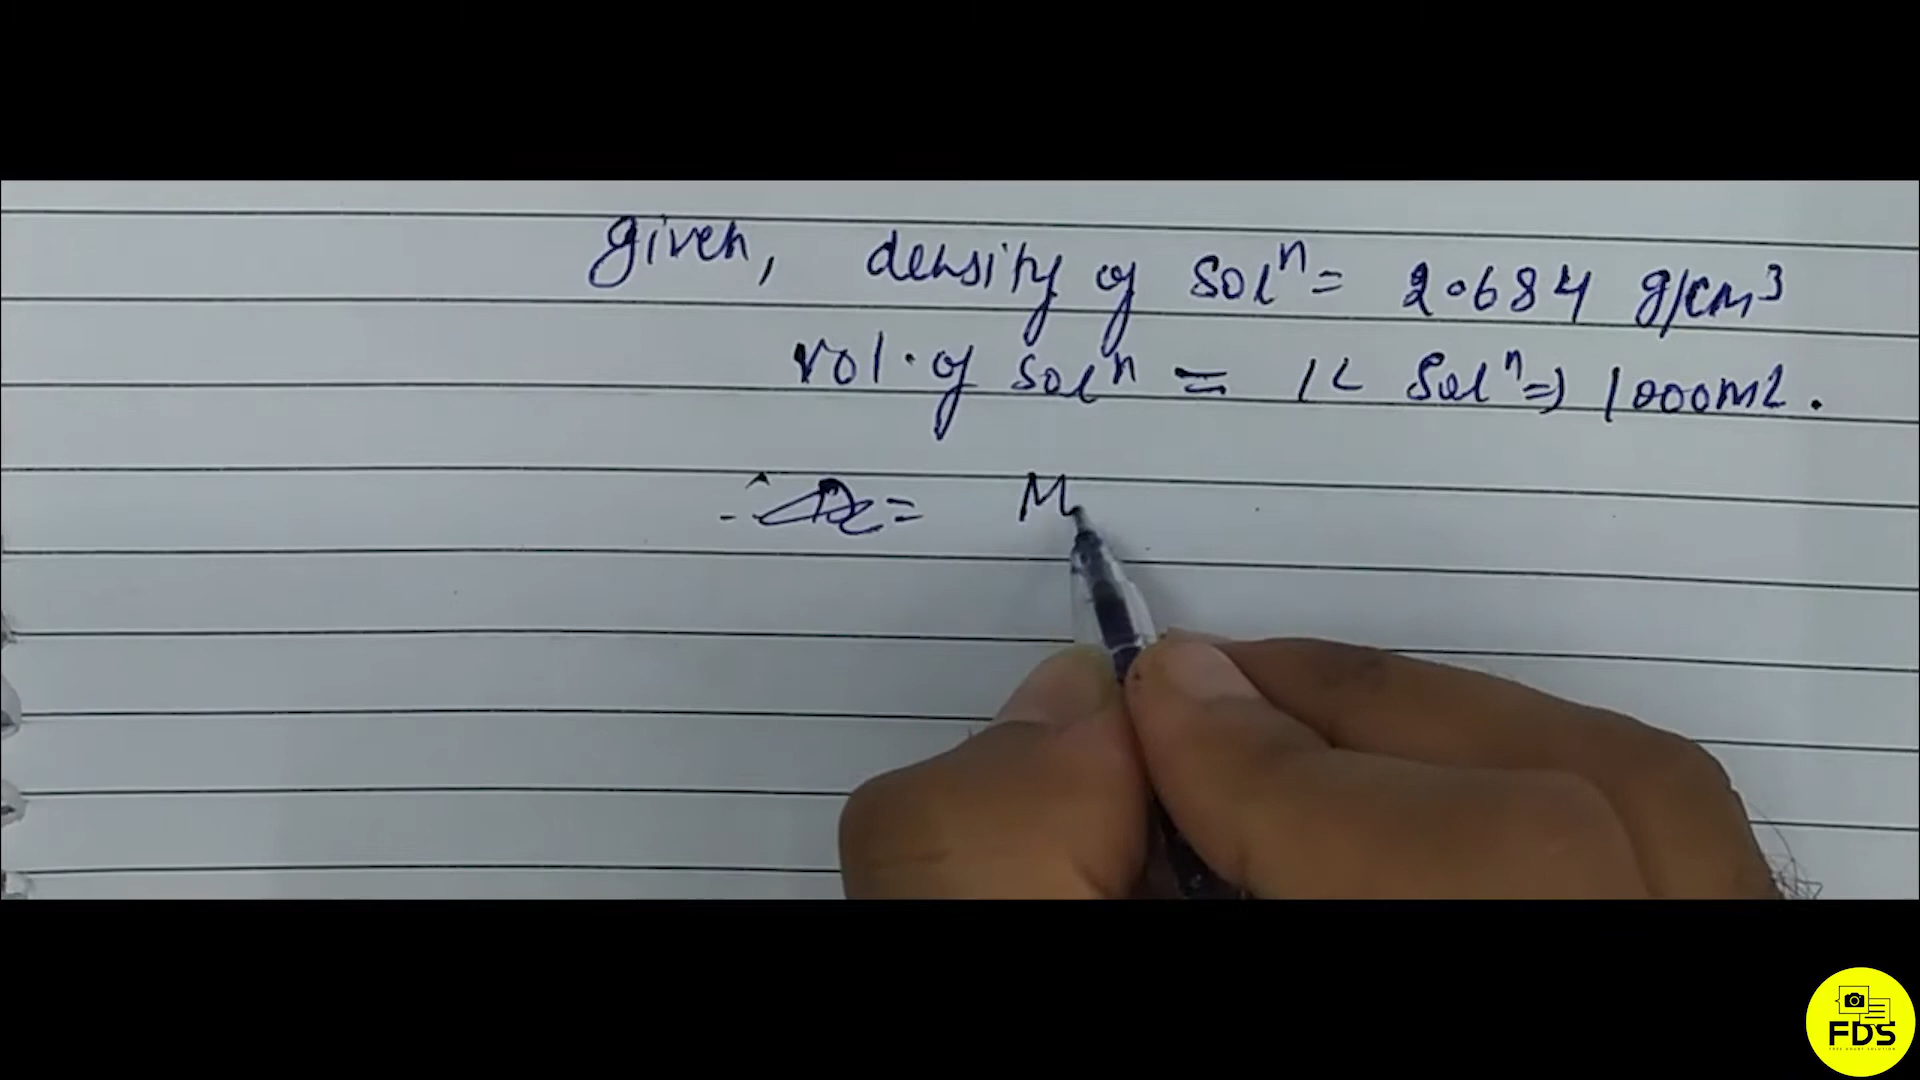 given, density of Solⁿ = 2.684 g/cm³
vol. of Solⁿ = 1L Solⁿ ⇒ 1000mL.
= M
FDS